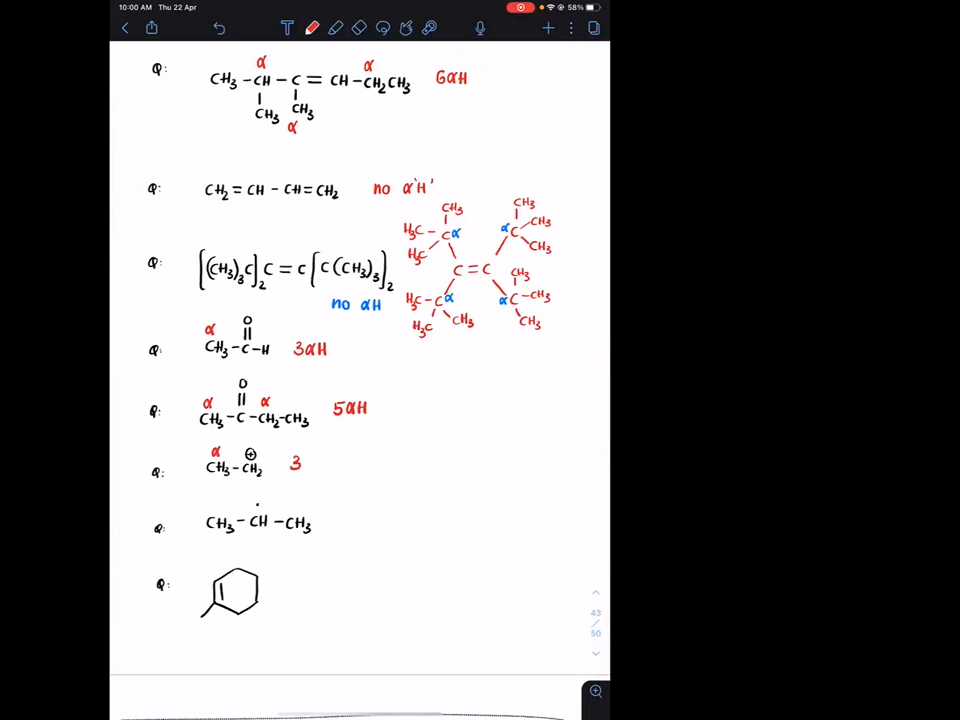 10:00 AM Thu 22 Apr 58%
α α
Q: CH3 - CH - C = CH - CH2CH3 6αH
CH3 CH3
α
Q: CH2 = CH - CH = CH2 no α'H'
CH3 CH3
H3C - Cα αC - CH3
H3C CH3
Q: [(CH3)3C]2 C = C [C(CH3)3]2 C = C
CH3
no αH H3C - Cα αC - CH3
H3C CH3 CH3
O
α ||
Q: CH3 - C - H 3αH
O
α || α
Q: CH3 - C - CH2 - CH3 5αH
α ⊕
Q: CH3 - CH2 3
.
Q: CH3 - CH - CH3
Q:
43
/
50